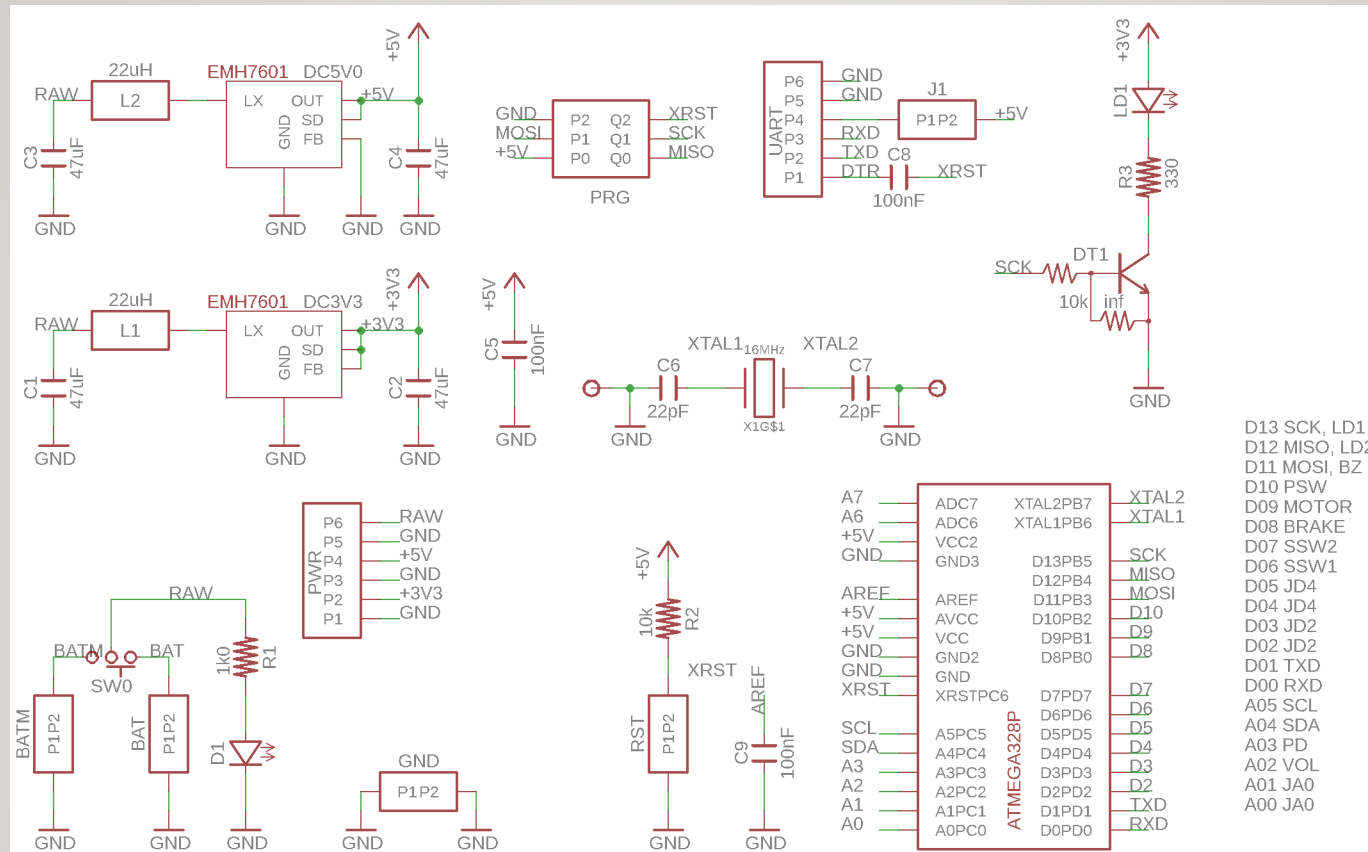 22uH
EMH7601 DC5V0
+5V
RAW
L2
LX
OUT
SD
GND
FB
+5V
C3
47uF
C4
47uF
GND
GND
GND
GND
GND
MOSI
+5V
P2 Q2
P1 Q1
P0 Q0
XRST
SCK
MISO
PRG
UART
P6
P5
P4
P3
P2
P1
GND
GND
RXD
TXD
DTR
J1
P1P2
+5V
C8
100nF
XRST
+3V3
LD1
R3
330
DT1
SCK
10k
inf
GND
22uH
EMH7601 DC3V3
+3V3
RAW
L1
LX
OUT
SD
GND
FB
+3V3
C1
47uF
C2
47uF
GND
GND
GND
+5V
C5
100nF
GND
XTAL1
16MHz
XTAL2
C6
22pF
X1G$1
C7
22pF
GND
GND
PWR
P6
P5
P4
P3
P2
P1
RAW
GND
+5V
GND
+3V3
GND
RAW
BATM
BAT
SW0
1k0
R1
BATM
P1P2
BAT
P1P2
D1
GND
GND
GND
GND
P1P2
GND
GND
+5V
10k
R2
XRST
RST
P1P2
GND
AREF
C9
100nF
GND
A7
A6
+5V
GND
AREF
+5V
+5V
GND
GND
XRST
SCL
SDA
A3
A2
A1
A0
ADC7
ADC6
VCC2
GND3
AREF
AVCC
VCC
GND2
GND
XRSTPC6
A5PC5
A4PC4
A3PC3
A2PC2
A1PC1
A0PC0
ATMEGA328P
XTAL2PB7
XTAL1PB6
D13PB5
D12PB4
D11PB3
D10PB2
D9PB1
D8PB0
D7PD7
D6PD6
D5PD5
D4PD4
D3PD3
D2PD2
D1PD1
D0PD0
XTAL2
XTAL1
SCK
MISO
MOSI
D10
D9
D8
D7
D6
D5
D4
D3
D2
TXD
RXD
D13 SCK, LD1
D12 MISO, LD2
D11 MOSI, BZ
D10 PSW
D09 MOTOR
D08 BRAKE
D07 SSW2
D06 SSW1
D05 JD4
D04 JD4
D03 JD2
D02 JD2
D01 TXD
D00 RXD
A05 SCL
A04 SDA
A03 PD
A02 VOL
A01 JA0
A00 JA0